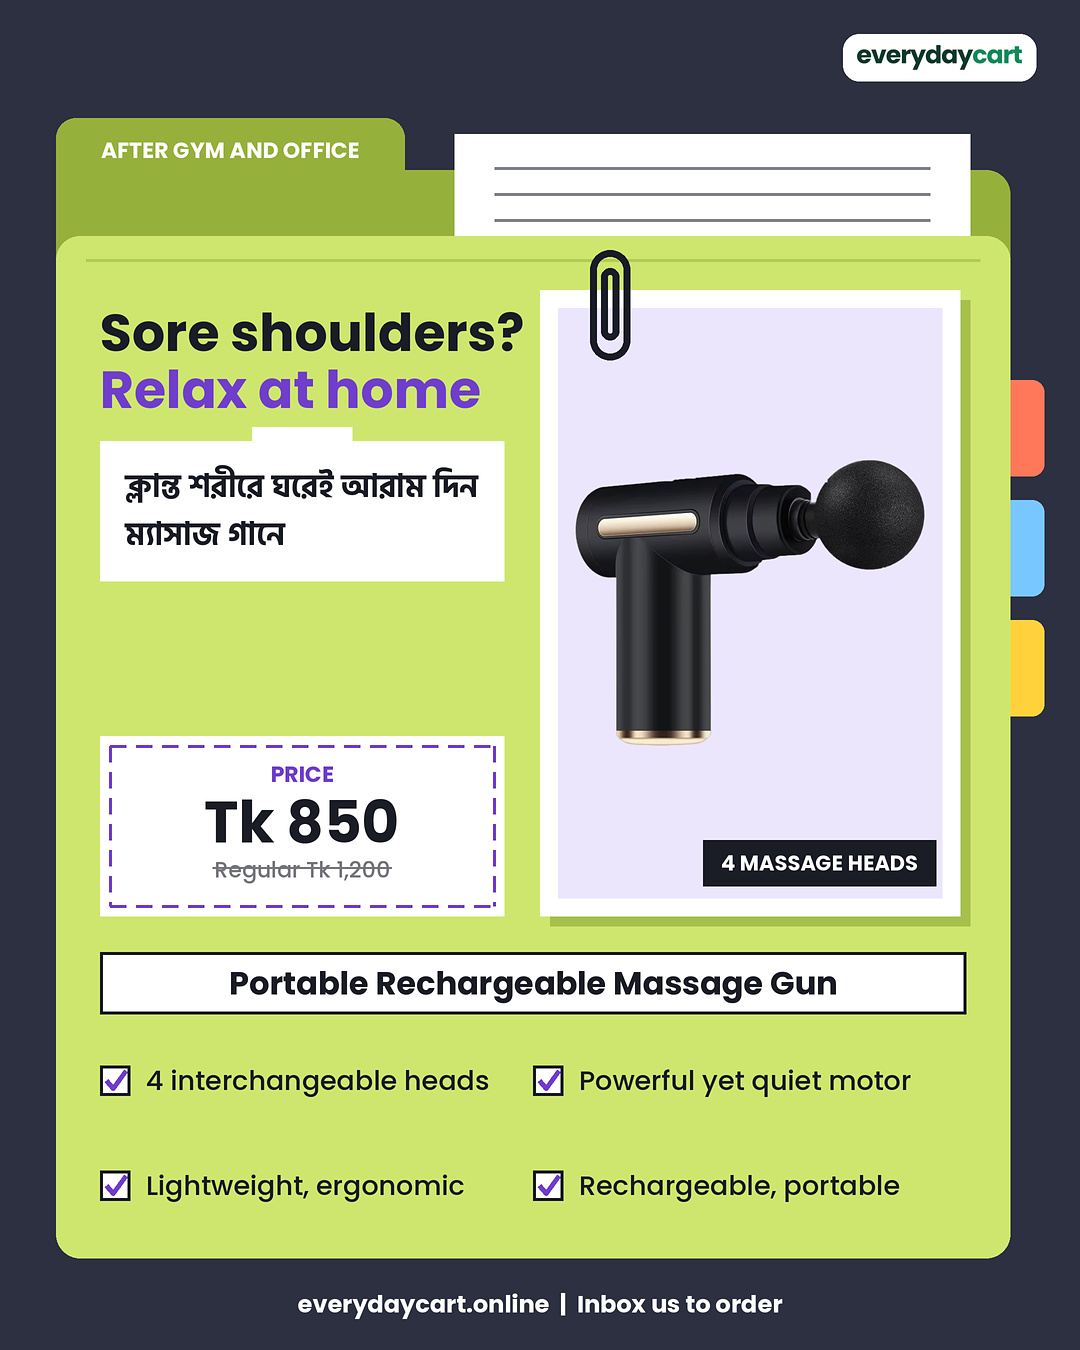 everydaycart
AFTER GYM AND OFFICE
Sore shoulders?
Relax at home
ক্লান্ত শরীরে ঘরেই আরাম দিন
ম্যাসাজ গানে
PRICE
Tk 850
Regular Tk 1,200
4 MASSAGE HEADS
Portable Rechargeable Massage Gun
4 interchangeable heads
Powerful yet quiet motor
Lightweight, ergonomic
Rechargeable, portable
everydaycart.online | Inbox us to order